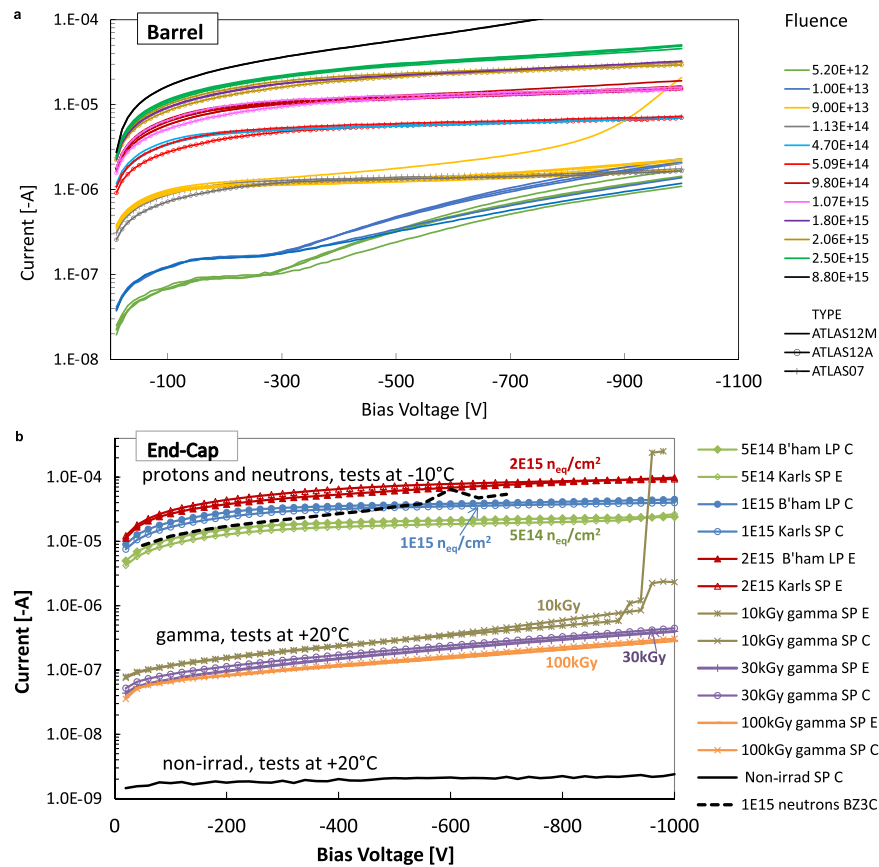 a
Barrel
Fluence
1.E-04
1.E-05
1.E-06
1.E-07
1.E-08
Current [-A]
-100
-300
-500
-700
-900
-1100
Bias Voltage [V]
5.20E+12
1.00E+13
9.00E+13
1.13E+14
4.70E+14
5.09E+14
9.80E+14
1.07E+15
1.80E+15
2.06E+15
2.50E+15
8.80E+15
TYPE
ATLAS12M
ATLAS12A
ATLAS07
b
End-Cap
protons and neutrons, tests at -10°C
2E15 neq/cm2
1E15 neq/cm2
5E14 neq/cm2
10kGy
gamma, tests at +20°C
100kGy
30kGy
non-irrad., tests at +20°C
1.0E-04
1.0E-05
1.0E-06
1.0E-07
1.0E-08
1.0E-09
Current [-A]
0
-200
-400
-600
-800
-1000
Bias Voltage [V]
5E14 B'ham LP C
5E14 Karls SP E
1E15 B'ham LP C
1E15 Karls SP C
2E15 B'ham LP E
2E15 Karls SP E
10kGy gamma SP E
10kGy gamma SP C
30kGy gamma SP E
30kGy gamma SP C
100kGy gamma SP E
100kGy gamma SP C
Non-irrad SP C
1E15 neutrons BZ3C